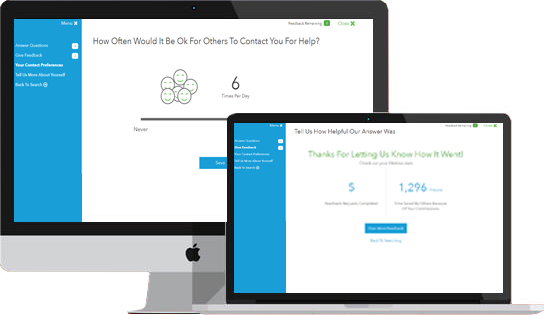 Menu ✖
Feedback Remaining
Close ✖
Answer Questions
Give Feedback
Your Contact Preferences
Tell Us More About Yourself
Back To Search
How Often Would It Be Ok For Others To Contact You For Help?
6
Times Per Day
Never
Save
Menu ✖
Feedback Remaining
Close ✖
Answer Questions
Give Feedback
Your Contact Preferences
Tell Us More About Yourself
Back To Search
Tell Us How Helpful Our Answer Was
Thanks For Letting Us Know How It Went!
Check out your lifetime stats
1,296 Hours
Feedback Requests Completed
Time Saved By Others Because
Of Your Contributions
Give More Feedback
Back To Searching